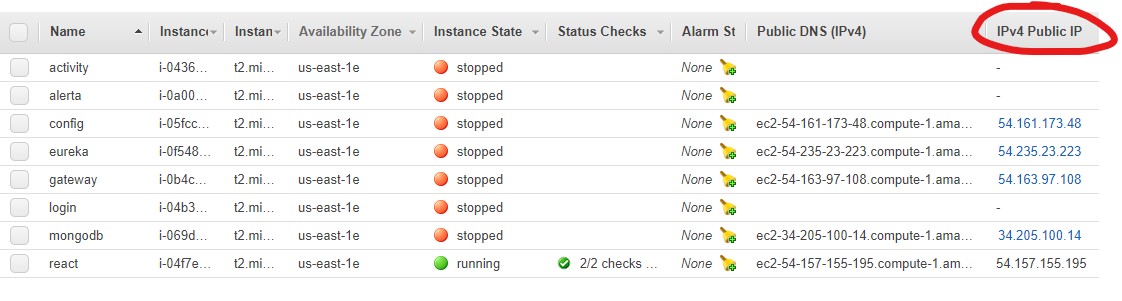 Name Instance Instan Availability Zone Instance State Status Checks Alarm St Public DNS (IPv4) IPv4 Public IP
activity i-0436… t2.mi… us-east-1e stopped None -
alerta i-0a00… t2.mi… us-east-1e stopped None -
config i-05fcc… t2.mi… us-east-1e stopped None ec2-54-161-173-48.compute-1.ama… 54.161.173.48
eureka i-0f548… t2.mi… us-east-1e stopped None ec2-54-235-23-223.compute-1.ama… 54.235.23.223
gateway i-0b4c… t2.mi… us-east-1e stopped None ec2-54-163-97-108.compute-1.ama… 54.163.97.108
login i-04b3… t2.mi… us-east-1e stopped None -
mongodb i-069d… t2.mi… us-east-1e stopped None ec2-34-205-100-14.compute-1.ama… 34.205.100.14
react i-04f7e… t2.mi… us-east-1e running 2/2 checks … None ec2-54-157-155-195.compute-1.am… 54.157.155.195